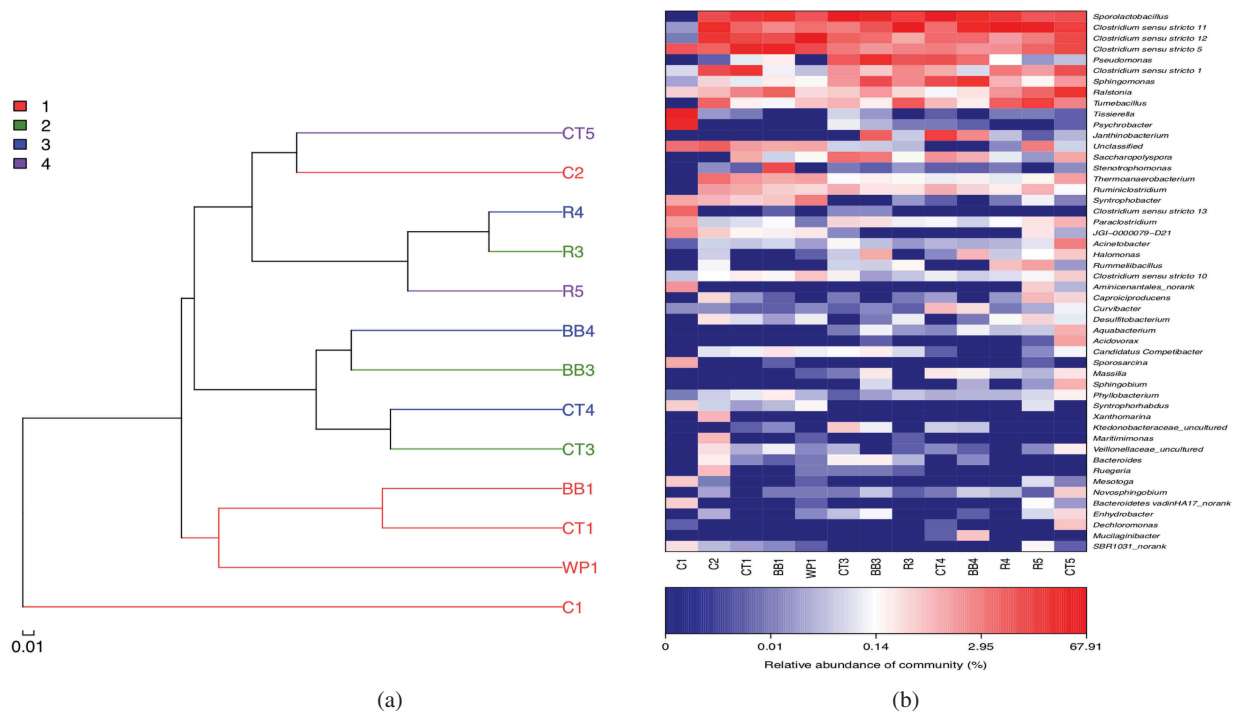 1
2
3
4
CT5
C2
R4
R3
R5
BB4
BB3
CT4
CT3
BB1
CT1
WP1
C1
0.01
(a)
Sporolactobacillus
Clostridium sensu stricto 11
Clostridium sensu stricto 12
Clostridium sensu stricto 5
Pseudomonas
Clostridium sensu stricto 1
Sphingomonas
Ralstonia
Tumebacillus
Tissierella
Psychrobacter
Janthinobacterium
Unclassified
Saccharopolyspora
Stenotrophomonas
Thermoanaerobacterium
Ruminiclostridium
Syntrophobacter
Clostridium sensu stricto 13
Paraclostridium
JGI-0000079-D21
Acinetobacter
Halomonas
Rummeliibacillus
Clostridium sensu stricto 10
Aminicenantales_norank
Caproiciproducens
Curvibacter
Desulfitobacterium
Aquabacterium
Acidovorax
Candidatus Competibacter
Sporosarcina
Massilia
Sphingobium
Phyllobacterium
Syntrophorhabdus
Xanthomarina
Ktedonobacteraceae_uncultured
Maritimimonas
Veillonellaceae_uncultured
Bacteroides
Ruegeria
Mesotoga
Novosphingobium
Bacteroidetes vadinHA17_norank
Enhydrobacter
Dechloromonas
Mucilaginibacter
SBR1031_norank
C1 C2 CT1 BB1 WP1 CT3 BB3 R3 CT4 BB4 R4 R5 CT5
0 0.01 0.14 2.95 67.91
Relative abundance of community (%)
(b)